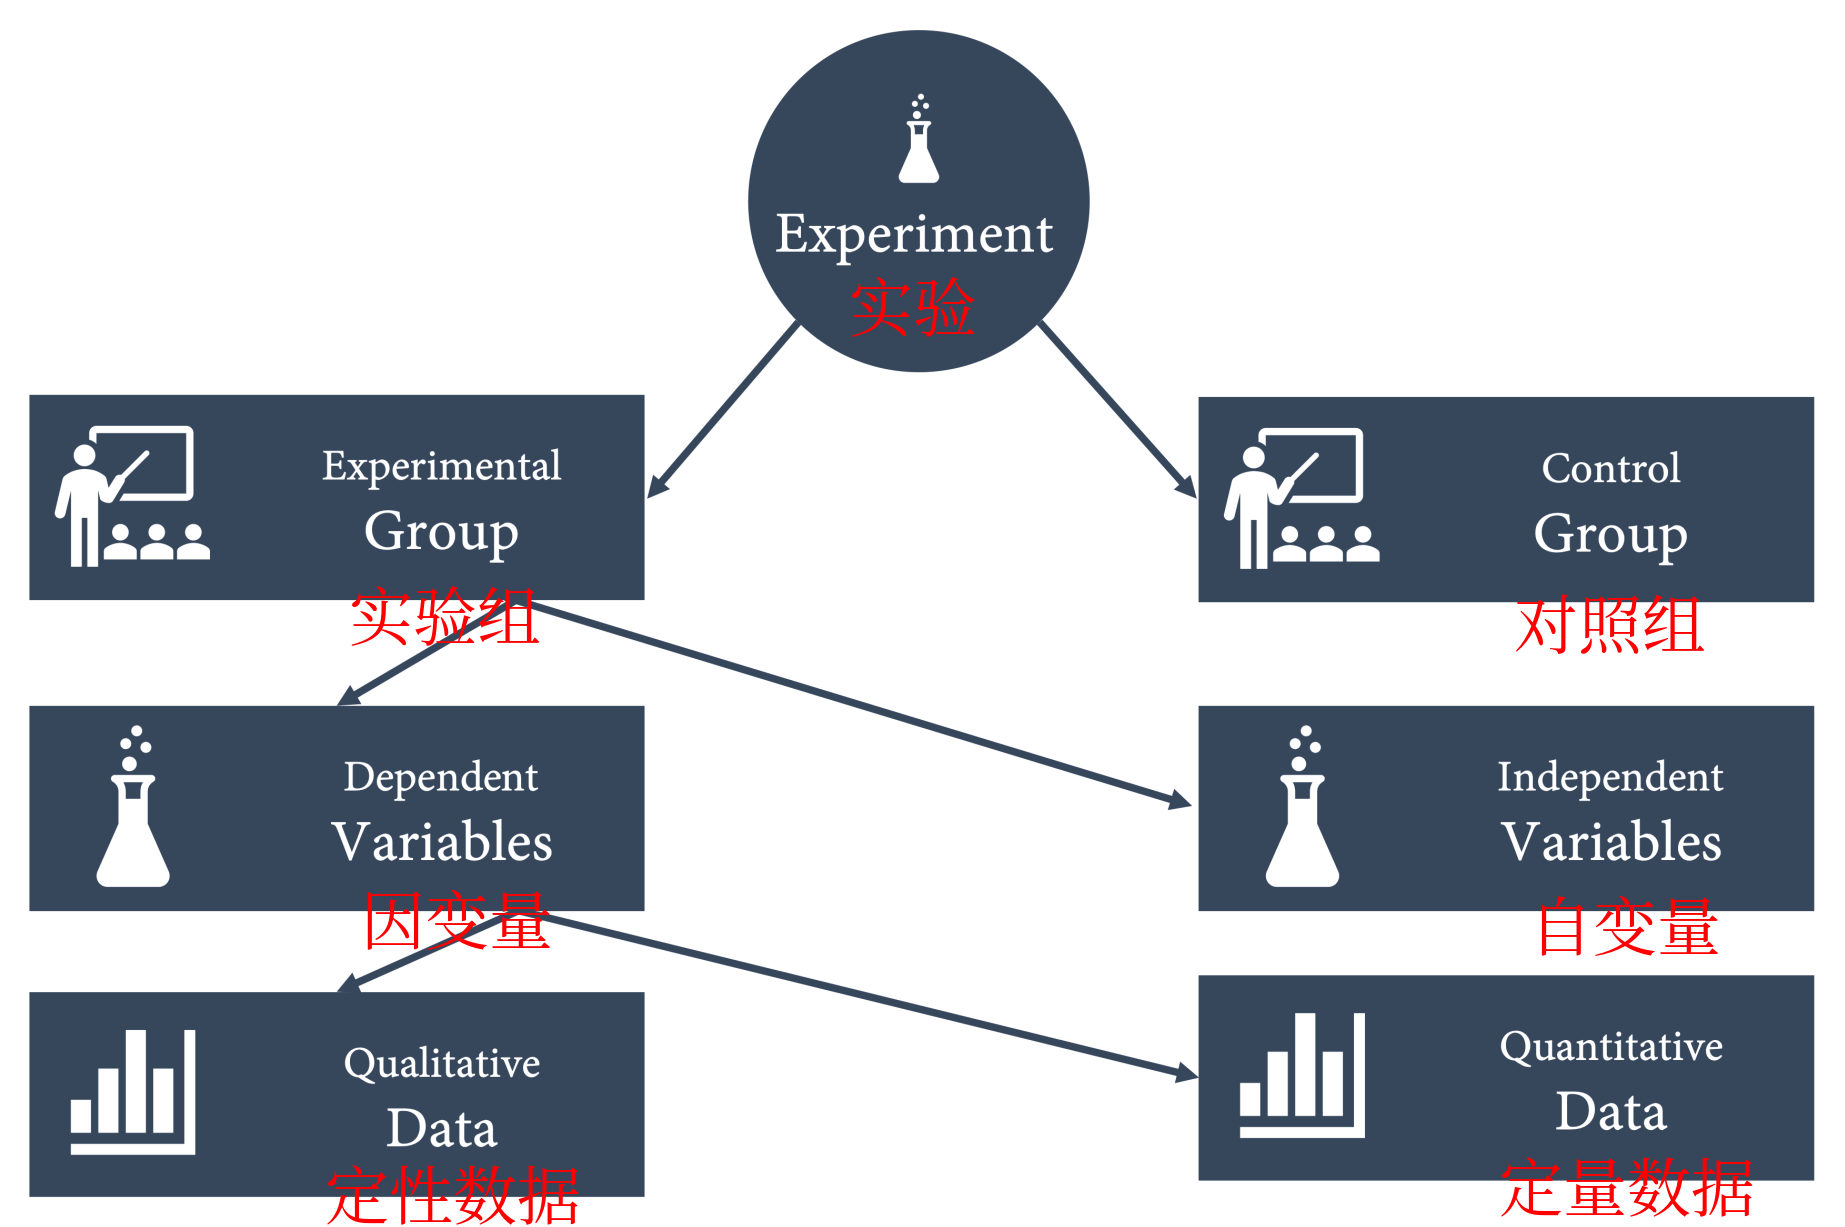 Experiment
实验
Experimental
Group
实验组
Control
Group
对照组
Dependent
Variables
因变量
Independent
Variables
自变量
Qualitative
Data
定性数据
Quantitative
Data
定量数据